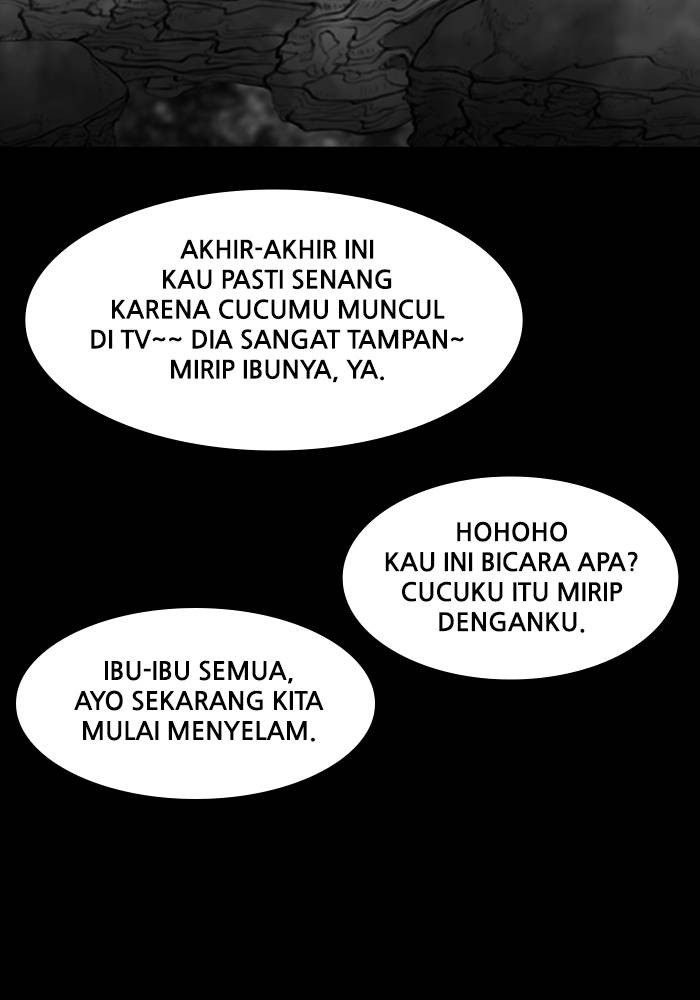 AKHIR-AKHIR INI
KAU PASTI SENANG
KARENA CUCUMU MUNCUL
DI TV~~ DIA SANGAT TAMPAN~
MIRIP IBUNYA, YA.
HOHOHO
KAU INI BICARA APA?
CUCUKU ITU MIRIP
DENGANKU.
IBU-IBU SEMUA,
AYO SEKARANG KITA
MULAI MENYELAM.